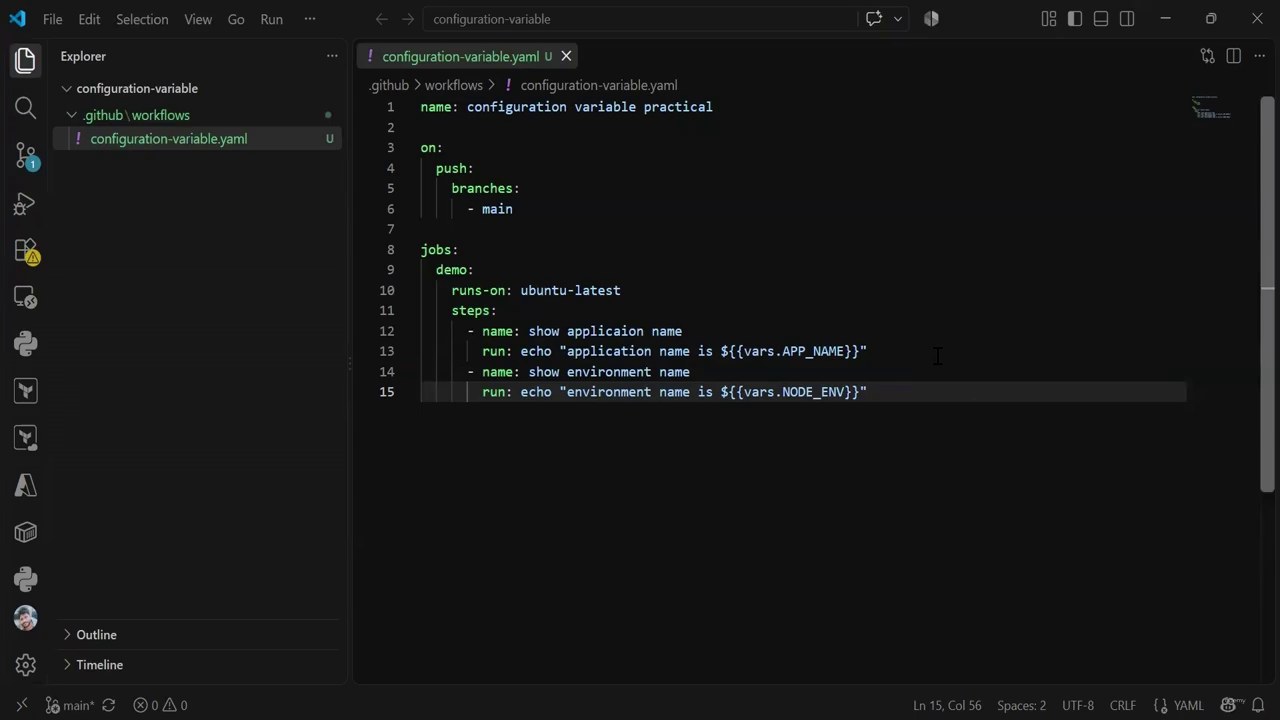 File Edit Selection View Go Run ···
configuration-variable
Explorer
configuration-variable
.github\workflows
! configuration-variable.yaml U
1
Outline
Timeline
! configuration-variable.yaml U
.github > workflows > ! configuration-variable.yaml
1 name: configuration variable practical
2
3 on:
4 push:
5 branches:
6 - main
7
8 jobs:
9 demo:
10 runs-on: ubuntu-latest
11 steps:
12 - name: show applicaion name
13 run: echo "application name is ${{vars.APP_NAME}}"
14 - name: show environment name
15 run: echo "environment name is ${{vars.NODE_ENV}}"
main* 0 0 Ln 15, Col 56 Spaces: 2 UTF-8 CRLF {} YAML